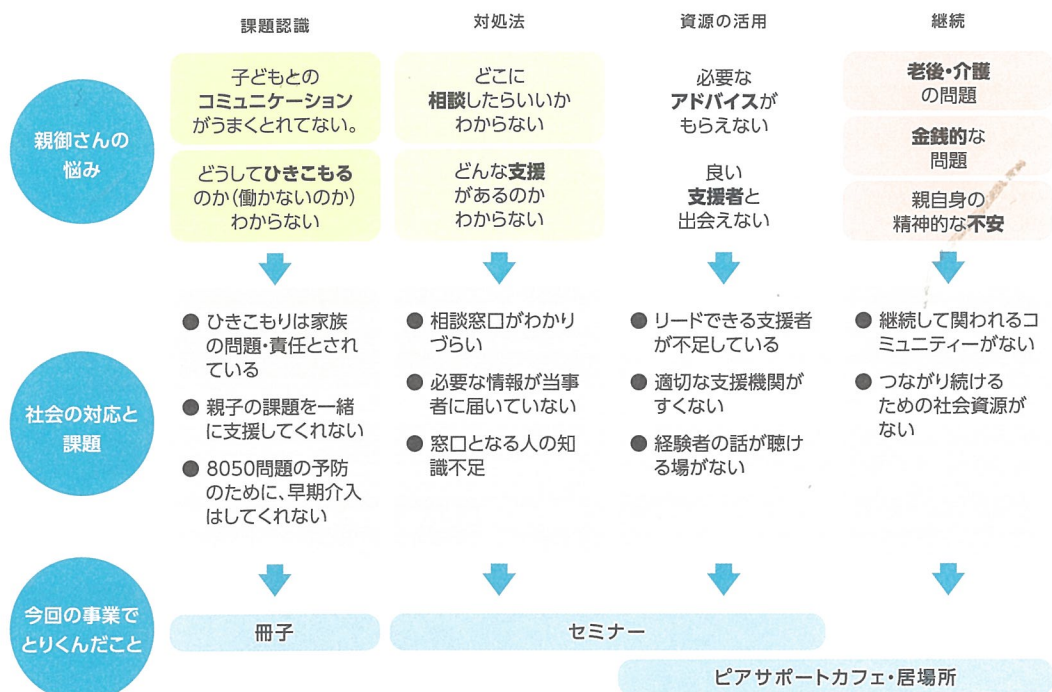 課題認識
対処法
資源の活用
継続
親御さんの
悩み
子どもとの
コミュニケーション
がうまくとれてない。
どうしてひきこもる
のか(働かないのか)
わからない
どこに
相談したらいいか
わからない
どんな支援
があるのか
わからない
必要な
アドバイスが
もらえない
良い
支援者と
出会えない
老後・介護
の問題
金銭的な
問題
親自身の
精神的な不安
社会の対応と
課題
● ひきこもりは家族
の問題・責任とされ
ている
● 親子の課題を一緒
に支援してくれない
● 8050問題の予防
のために、早期介入
はしてくれない
● 相談窓口がわかり
づらい
● 必要な情報が当事
者に届いていない
● 窓口となる人の知
識不足
● リードできる支援者
が不足している
● 適切な支援機関が
すくない
● 経験者の話が聴け
る場がない
● 継続して関われるコ
ミュニティーがない
● つながり続ける
ための社会資源が
ない
今回の事業で
とりくんだこと
冊子
セミナー
ピアサポートカフェ・居場所